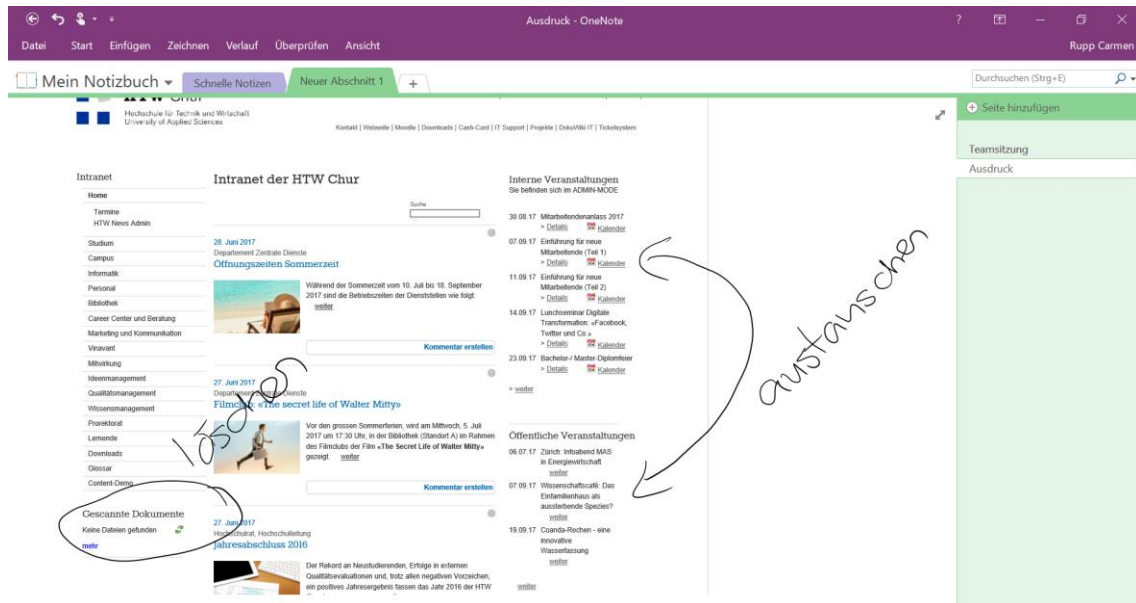 Ausdruck - OneNote
?
Datei Start Einfügen Zeichnen Verlauf Überprüfen Ansicht
Rupp Carmen
Mein Notizbuch
Schnelle Notizen
Neuer Abschnitt 1
+
Durchsuchen (Strg+E)
Seite hinzufügen
Teamsitzung
Ausdruck
Hochschule für Technik und Wirtschaft
University of Applied Sciences
Kontakt | Webseite | Moodle | Downloads | Cash-Card | IT Support | Projekte | DokuWiki IT | Ticketsystem
Intranet
Home
Termine
HTW News Admin
Studium
Campus
Informatik
Personal
Bibliothek
Career Center und Beratung
Marketing und Kommunikation
Vinavant
Mitwirkung
Ideenmanagement
Qualitätsmanagement
Wissensmanagement
Prorektorat
Lernende
Downloads
Glossar
Content-Demo
Gescannte Dokumente
Keine Dateien gefunden
mehr
löschen
Intranet der HTW Chur
Suche
28. Juni 2017
Departement Zentrale Dienste
Öffnungszeiten Sommerzeit
Während der Sommerzeit vom 10. Juli bis 18. September
2017 sind die Betriebszeiten der Dienststellen wie folgt:
weiter
Kommentar erstellen
27. Juni 2017
Departement Zentrale Dienste
Filmclub: «The secret life of Walter Mitty»
Vor den grossen Sommerferien, wird am Mittwoch, 5. Juli
2017 um 17:30 Uhr, in der Bibliothek (Standort A) im Rahmen
des Filmclubs der Film «The Secret Life of Walter Mitty»
gezeigt. weiter
Kommentar erstellen
27. Juni 2017
Hochschulrat, Hochschulleitung
Jahresabschluss 2016
Der Rekord an Neustudierenden, Erfolge in externen
Qualitätsevaluationen und, trotz allen negativen Vorzeichen,
ein positives Jahresergebnis fassen das Jahr 2016 der HTW
Interne Veranstaltungen
Sie befinden sich im ADMIN-MODE
30.08.17 Mitarbeitendenanlass 2017
> Details Kalender
07.09.17 Einführung für neue
Mitarbeitende (Teil 1)
> Details Kalender
11.09.17 Einführung für neue
Mitarbeitende (Teil 2)
> Details Kalender
14.09.17 Lunchseminar Digitale
Transformation: «Facebook,
Twitter und Co.»
> Details Kalender
23.09.17 Bachelor-/ Master-Diplomfeier
> Details Kalender
> weiter
Öffentliche Veranstaltungen
06.07.17 Zürich: Infoabend MAS
in Energiewirtschaft
weiter
07.09.17 Wissenschaftscafé: Das
Einfamilienhaus als
aussterbende Spezies?
weiter
19.09.17 Coanda-Rechen - eine
innovative
Wasserfassung
weiter
weiter
austauschen